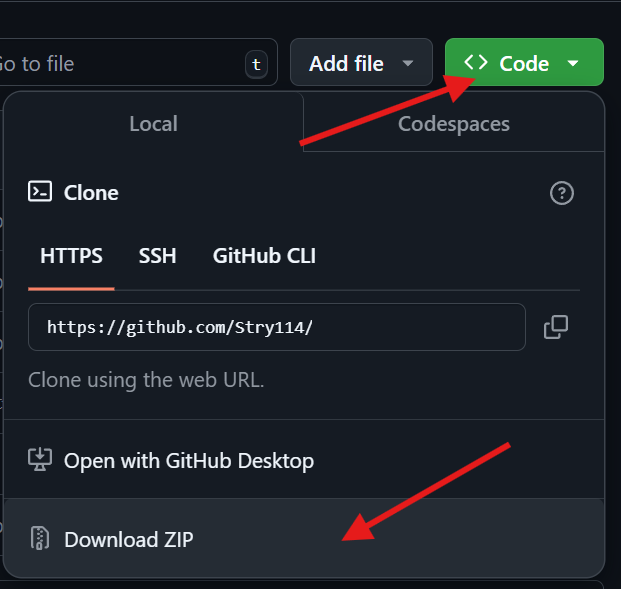 Go to file
t
Add file
<> Code
Local
Codespaces
Clone
HTTPS
SSH
GitHub CLI
https://github.com/Stry114/
Clone using the web URL.
Open with GitHub Desktop
Download ZIP